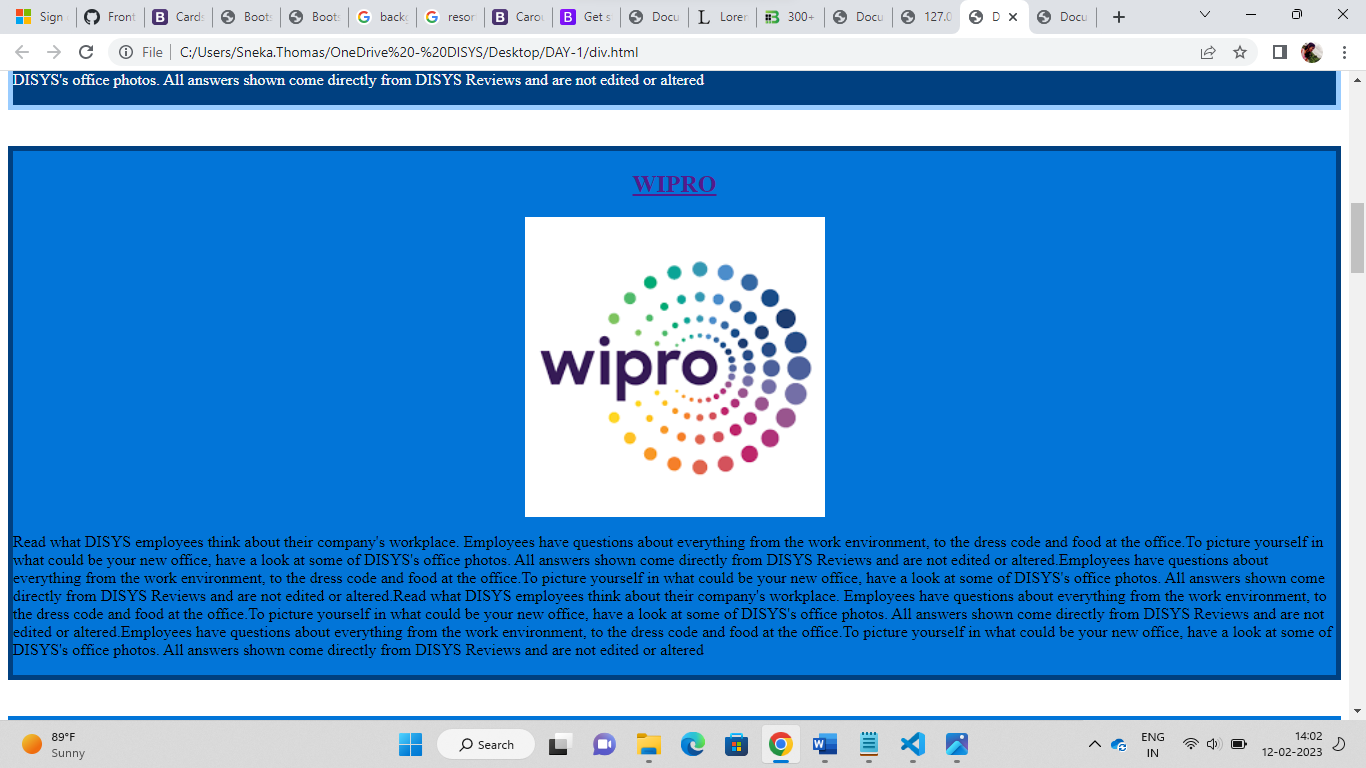 Sign
Front
Cards
Boots
Boots
backg
resor
Carou
Get s
Docu
Loren
300+
Docu
127.0
D
Docu
File
C:/Users/Sneka.Thomas/OneDrive%20-%20DISYS/Desktop/DAY-1/div.html
DISYS's office photos. All answers shown come directly from DISYS Reviews and are not edited or altered
WIPRO
wipro
Read what DISYS employees think about their company's workplace. Employees have questions about everything from the work environment, to the dress code and food at the office.To picture yourself in
what could be your new office, have a look at some of DISYS's office photos. All answers shown come directly from DISYS Reviews and are not edited or altered.Employees have questions about
everything from the work environment, to the dress code and food at the office.To picture yourself in what could be your new office, have a look at some of DISYS's office photos. All answers shown come
directly from DISYS Reviews and are not edited or altered.Read what DISYS employees think about their company's workplace. Employees have questions about everything from the work environment, to
the dress code and food at the office.To picture yourself in what could be your new office, have a look at some of DISYS's office photos. All answers shown come directly from DISYS Reviews and are not
edited or altered.Employees have questions about everything from the work environment, to the dress code and food at the office.To picture yourself in what could be your new office, have a look at some of
DISYS's office photos. All answers shown come directly from DISYS Reviews and are not edited or altered
89°F
Sunny
Search
ENG
IN
14:02
12-02-2023